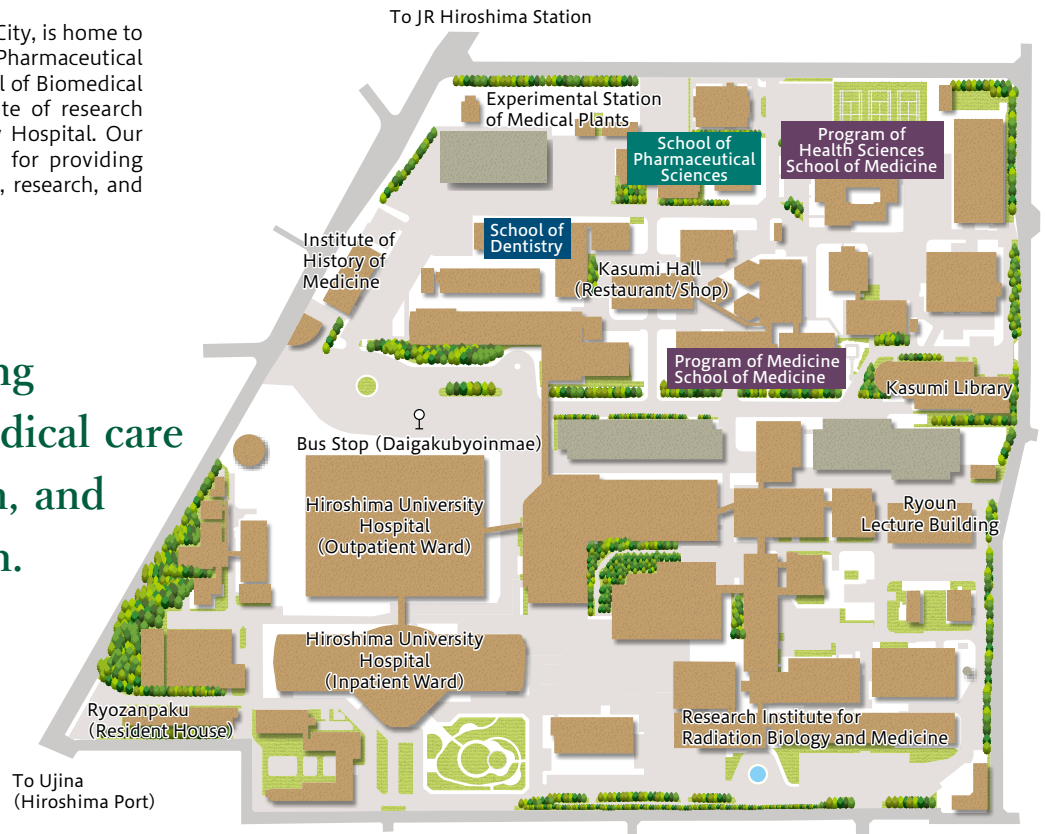 To JR Hiroshima Station
City, is home to
Pharmaceutical
l of Biomedical
te of research
Hospital. Our
for providing
, research, and
ng
dical care
n, and
n.
Experimental Station
of Medical Plants
School of
Pharmaceutical
Sciences
Program of
Health Sciences
School of Medicine
Institute of
History of
Medicine
School of
Dentistry
Kasumi Hall
(Restaurant/Shop)
Program of Medicine
School of Medicine
Kasumi Library
Bus Stop (Daigakubyoinmae)
Hiroshima University
Hospital
(Outpatient Ward)
Ryoun
Lecture Building
Hiroshima University
Hospital
(Inpatient Ward)
Ryozanpaku
(Resident House)
Research Institute for
Radiation Biology and Medicine
To Ujina
(Hiroshima Port)